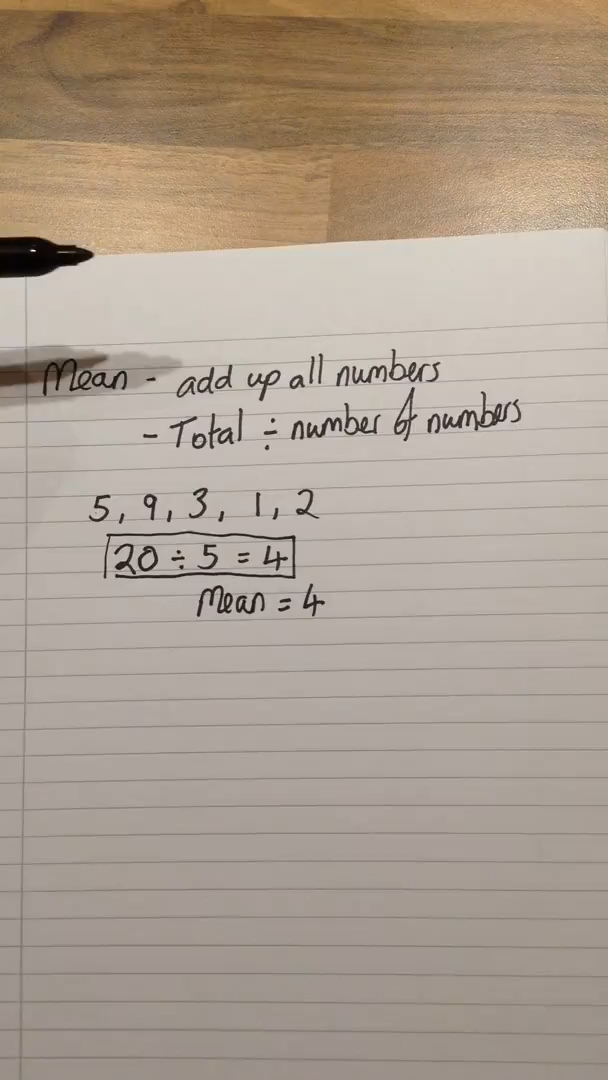 Mean - add up all numbers
- Total ÷ number of numbers
5, 9, 3, 1, 2
20 ÷ 5 = 4
Mean = 4